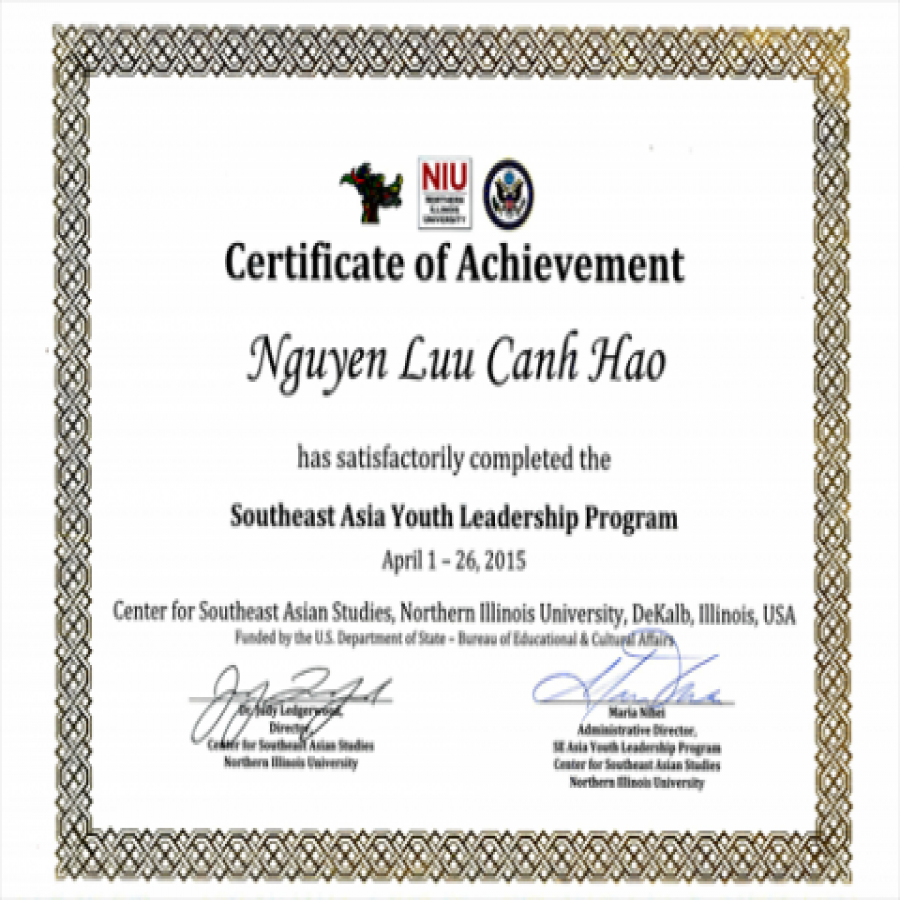 NIU
NORTHERN
ILLINOIS
UNIVERSITY
Certificate of Achievement
Nguyen Luu Canh Hao
has satisfactorily completed the
Southeast Asia Youth Leadership Program
April 1 – 26, 2015
Center for Southeast Asian Studies, Northern Illinois University, DeKalb, Illinois, USA
Funded by the U.S. Department of State – Bureau of Educational & Cultural Affairs
Dr. Judy Ledgerwood,
Director,
Center for Southeast Asian Studies
Northern Illinois University
Maria Nihei
Administrative Director,
SE Asia Youth Leadership Program
Center for Southeast Asian Studies
Northern Illinois University